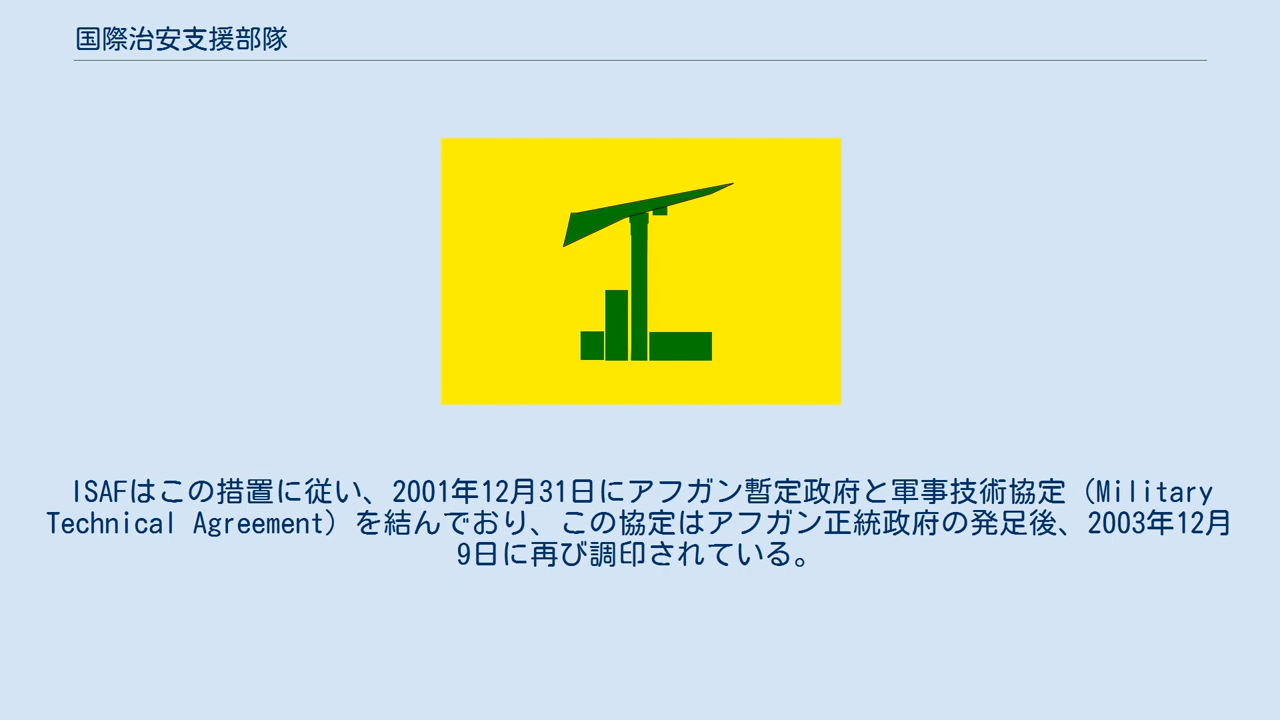 国際治安支援部隊
ISAFはこの措置に従い、2001年12月31日にアフガン暫定政府と軍事技術協定（Military
Technical Agreement）を結んでおり、この協定はアフガン正統政府の発足後、2003年12月
9日に再び調印されている。